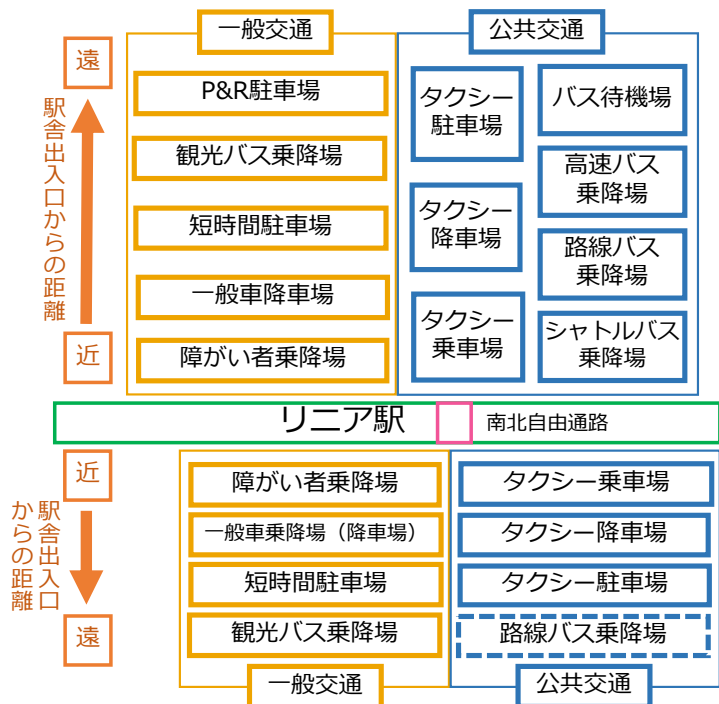 一般交通
公共交通
遠
駅舎出入口からの距離
近
P&R駐車場
観光バス乗降場
短時間駐車場
一般車降車場
障がい者乗降場
タクシー
駐車場
タクシー
降車場
タクシー
乗車場
バス待機場
高速バス
乗降場
路線バス
乗降場
シャトルバス
乗降場
リニア駅
南北自由通路
近
駅舎出入口
からの距離
遠
障がい者乗降場
一般車乗降場（降車場）
短時間駐車場
観光バス乗降場
タクシー乗車場
タクシー降車場
タクシー駐車場
路線バス乗降場
一般交通
公共交通